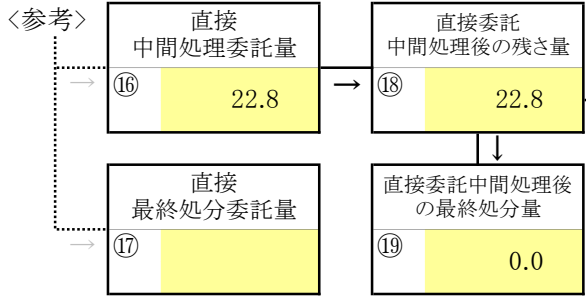 <参考>
直接
中間処理委託量
⑯
22.8
→
→
直接委託
中間処理後の残さ量
⑱
22.8
↓
直接
最終処分委託量
⑰
→
直接委託中間処理後
の最終処分量
⑲
0.0